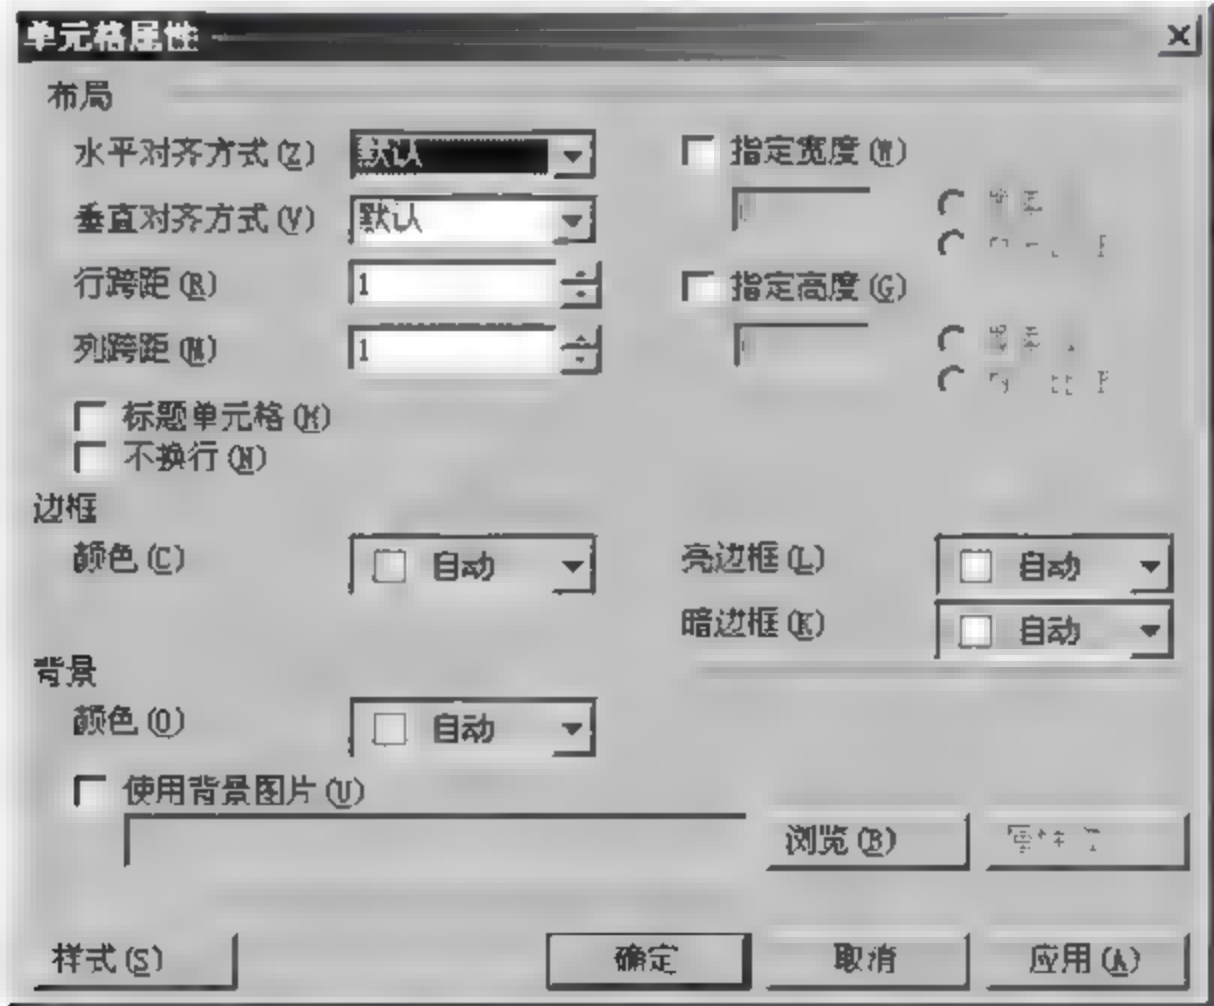 单元格属性
布局
水平对齐方式(Z) 默认 指定宽度(W)
垂直对齐方式(V) 默认
行跨距(R) 1 指定高度(G)
列跨距(M) 1
标题单元格(H)
不换行(N)
边框
颜色(C) 自动 亮边框(L) 自动
暗边框(K) 自动
背景
颜色(O) 自动
使用背景图片(U)
浏览(B)
样式(S) 确定 取消 应用(A)